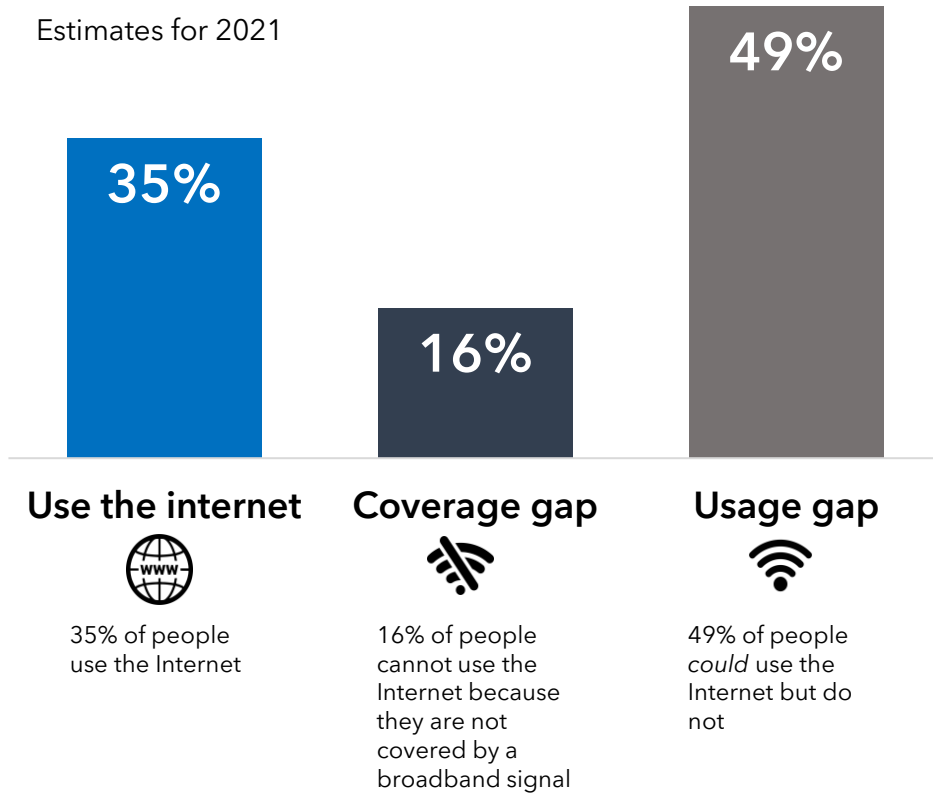 Estimates for 2021
35%
16%
49%
Use the internet
Coverage gap
Usage gap
WWW
35% of people
use the Internet
16% of people
cannot use the
Internet because
they are not
covered by a
broadband signal
49% of people
could use the
Internet but do
not